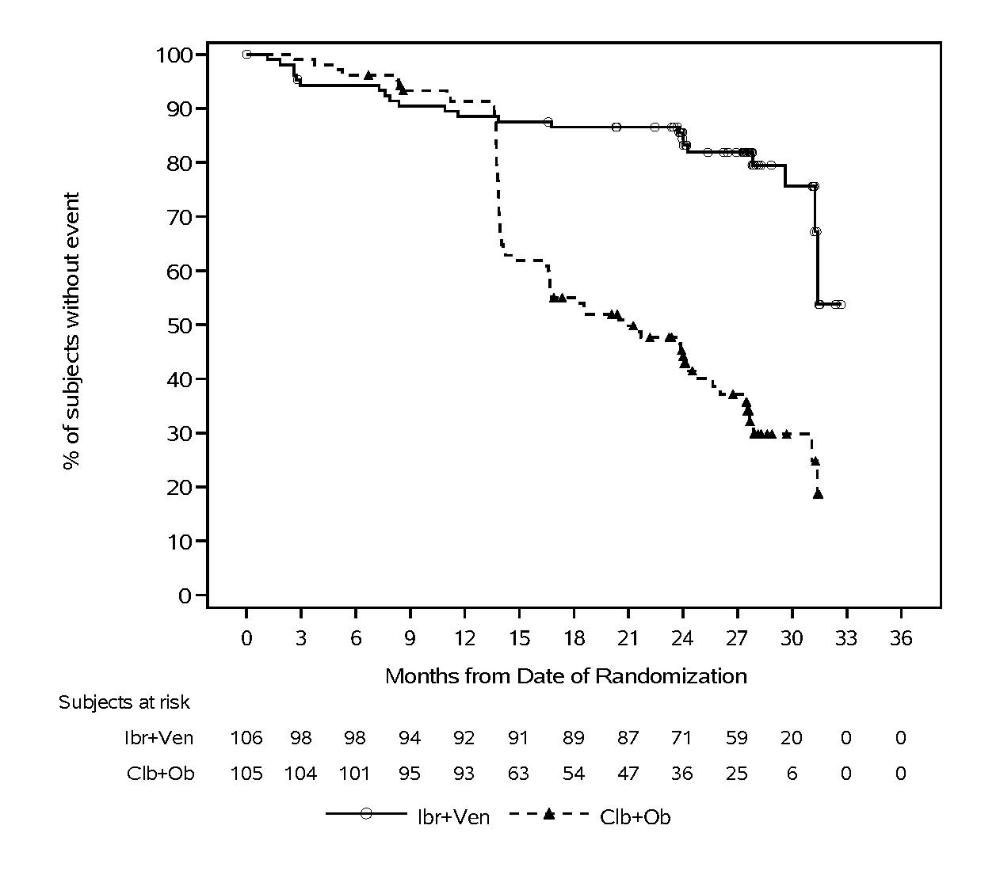 % of subjects without event
100
90
80
70
60
50
40
30
20
10
0
0 3 6 9 12 15 18 21 24 27 30 33 36
Months from Date of Randomization
Subjects at risk
Ibr+Ven 106 98 98 94 92 91 89 87 71 59 20 0 0
Clb+Ob 105 104 101 95 93 63 54 47 36 25 6 0 0
Ibr+Ven Clb+Ob